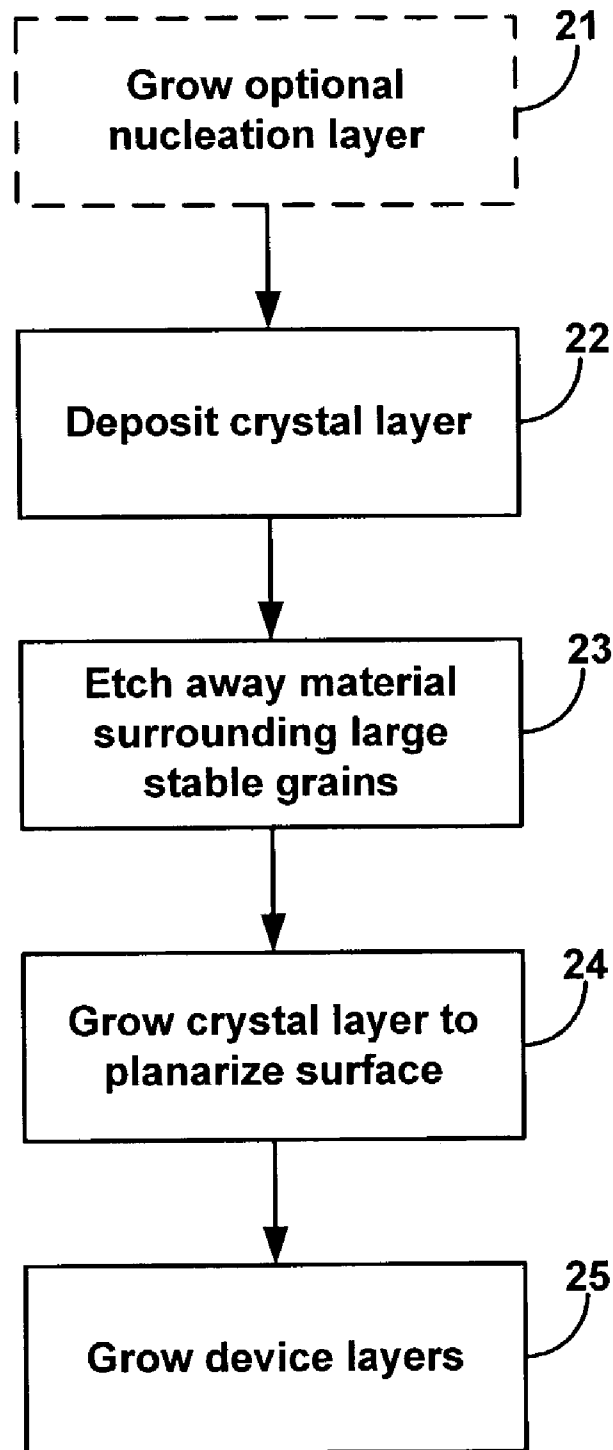 21
Grow optional
nucleation layer
22
Deposit crystal layer
23
Etch away material
surrounding large
stable grains
24
Grow crystal layer to
planarize surface
25
Grow device layers